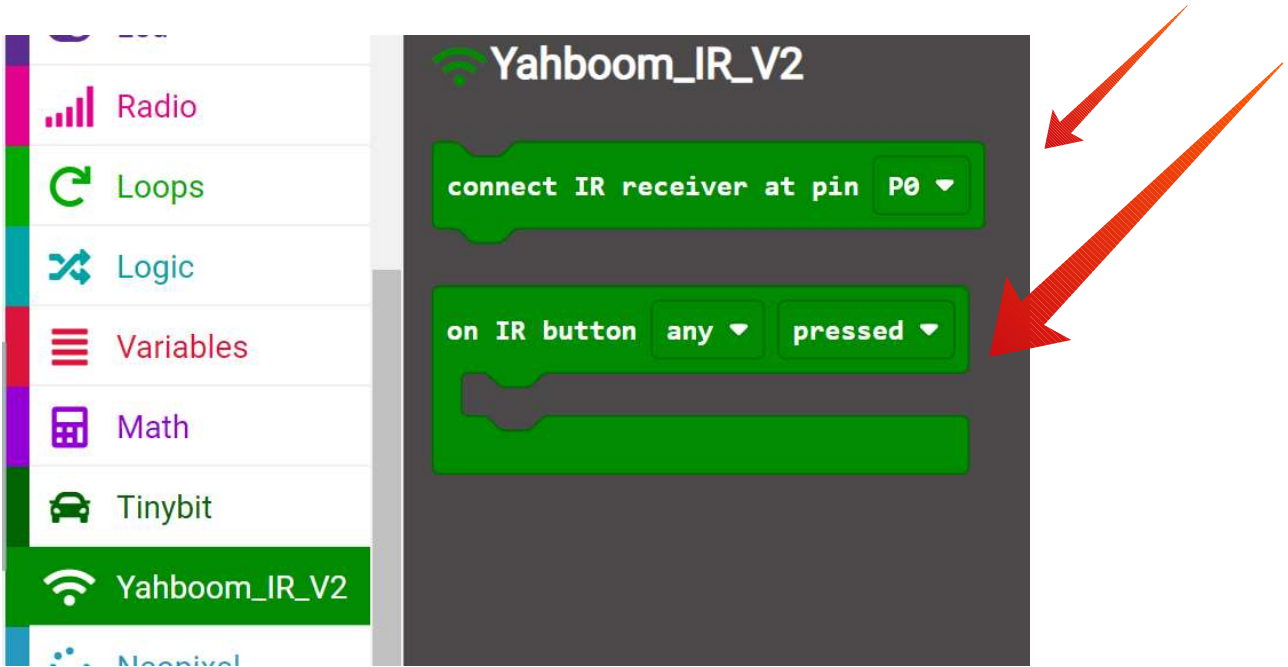 Radio
Loops
Logic
Variables
Math
Tinybit
Yahboom_IR_V2
Neopixel
Yahboom_IR_V2
connect IR receiver at pin P0
on IR button any pressed